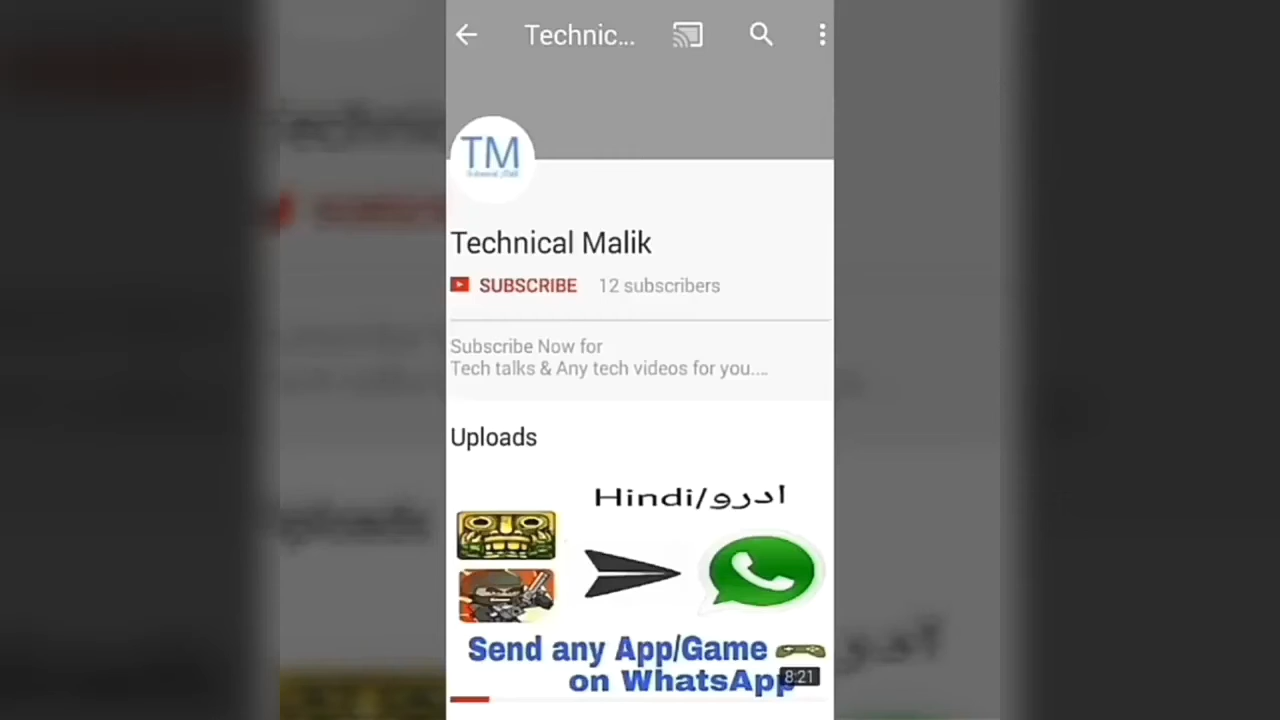 Technic...
TM
Technical Malik
SUBSCRIBE 12 subscribers
Subscribe Now for
Tech talks & Any tech videos for you....
Uploads
Hindi/أدرو
Send any App/Game
on WhatsApp
8:21